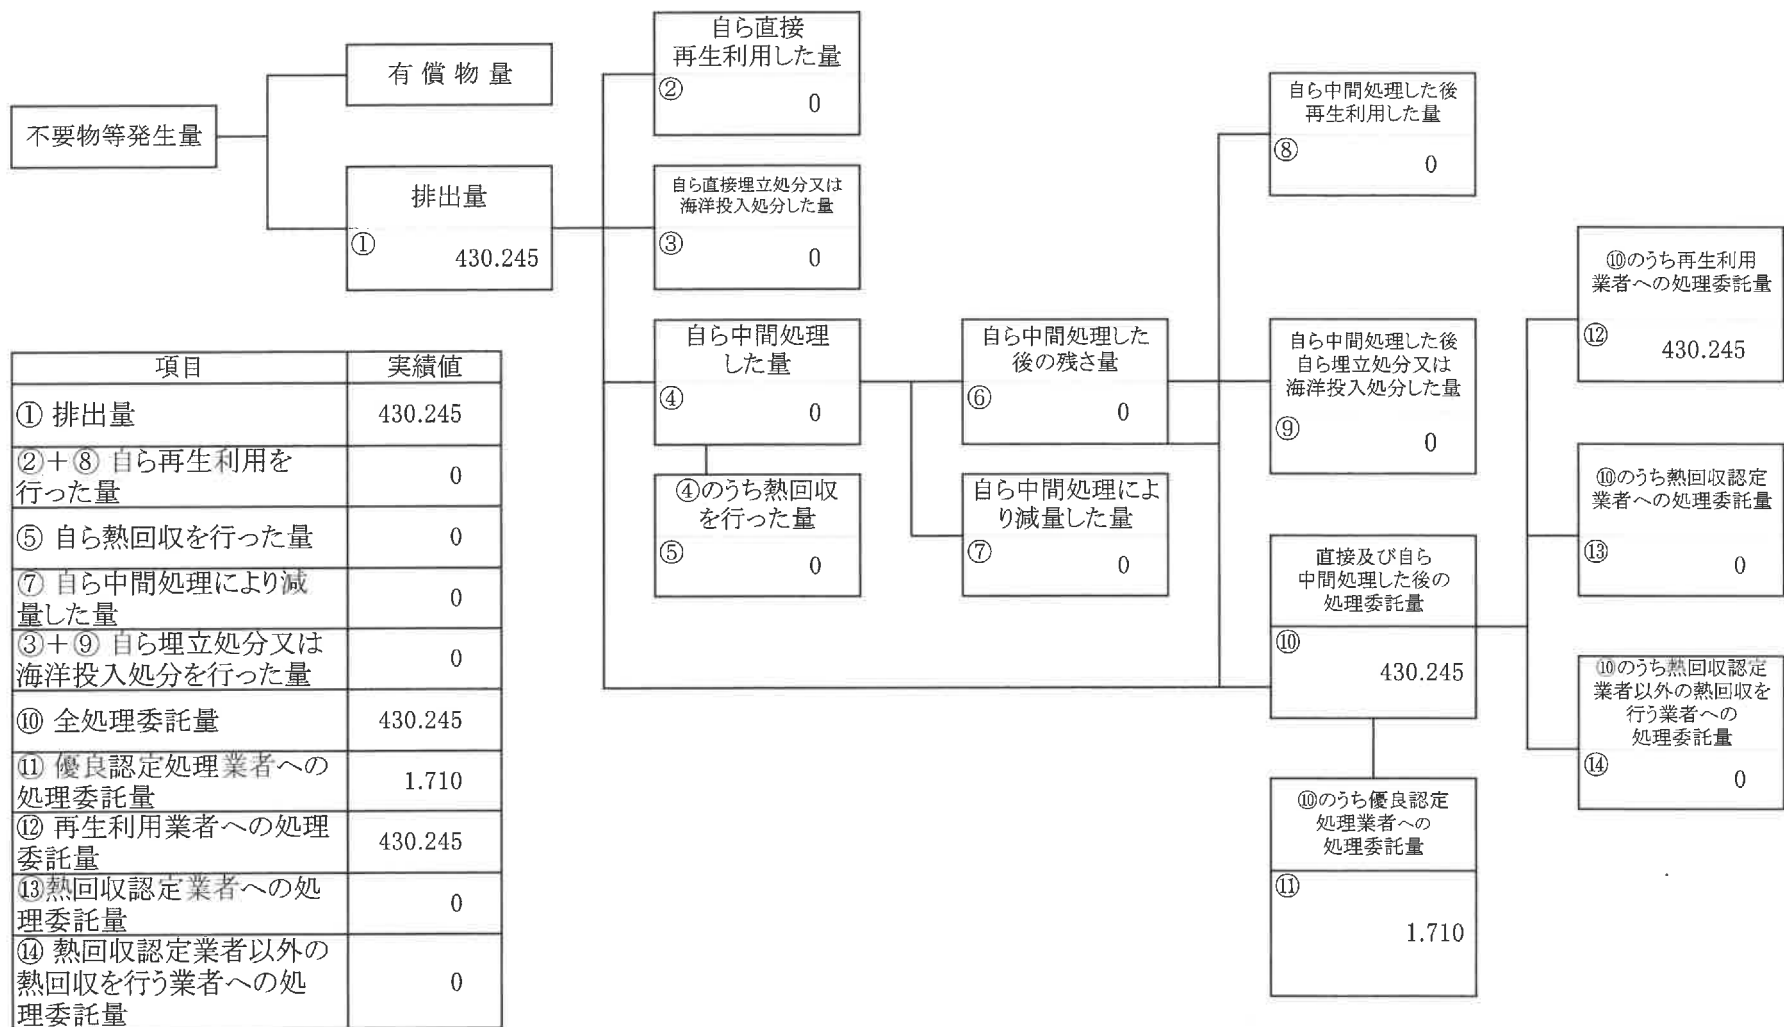 不要物等発生量
有償物量
排出量
①
430.245
自ら直接
再生利用した量
②
0
自ら直接埋立処分又は
海洋投入処分した量
③
0
自ら中間処理
した量
④
0
④のうち熱回収
を行った量
⑤
0
自ら中間処理した
後の残さ量
⑥
0
自ら中間処理によ
り減量した量
⑦
0
自ら中間処理した後
再生利用した量
⑧
0
自ら中間処理した後
自ら埋立処分又は
海洋投入処分した量
⑨
0
直接及び自ら
中間処理した後の
処理委託量
⑩
430.245
⑩のうち優良認定
処理業者への
処理委託量
⑪
1.710
⑩のうち再生利用
業者への処理委託量
⑫
430.245
⑩のうち熱回収認定
業者への処理委託量
⑬
0
⑩のうち熱回収認定
業者以外の熱回収を
行う業者への
処理委託量
⑭
0
項目 実績値
① 排出量 430.245
②+⑧ 自ら再生利用を
行った量 0
⑤ 自ら熱回収を行った量 0
⑦ 自ら中間処理により減
量した量 0
③+⑨ 自ら埋立処分又は
海洋投入処分を行った量 0
⑩ 全処理委託量 430.245
⑪ 優良認定処理業者への
処理委託量 1.710
⑫ 再生利用業者への処理
委託量 430.245
⑬熱回収認定業者への処
理委託量 0
⑭ 熱回収認定業者以外の
熱回収を行う業者への処
理委託量 0